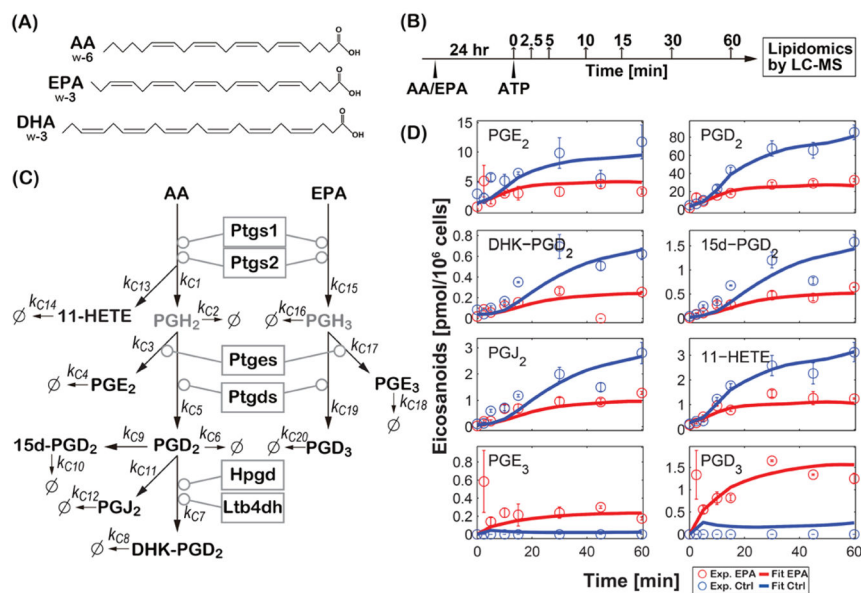 (A)
AA
w-6
O
OH
EPA
w-3
O
OH
DHA
w-3
O
OH
(B)
24 hr
0 2.5 5 10 15 30 60
Time [min]
AA/EPA
ATP
Lipidomics
by LC-MS
(C)
AA EPA
Ptgs1
Ptgs2
kC13 kC1 kC15
kC14 kC2 kC16
∅ 11-HETE PGH2 ∅ ∅ PGH3
kC3 kC17
Ptges
kC4
∅ PGE2
Ptgds
PGE3
kC18
∅
kC5 kC19
kC9 kC6 kC20
15d-PGD2 PGD2 ∅ ∅ PGD3
kC10 kC11
∅
Hpgd
kC12
∅ PGJ2
Ltb4dh
kC7
kC8
∅ DHK-PGD2
(D)
Eicosanoids [pmol/10^6 cells]
PGE2
15
10
5
0
PGD2
80
60
40
20
0
DHK−PGD2
0.8
0.6
0.4
0.2
0
15d−PGD2
1.5
1
0.5
0
PGJ2
3
2
1
0
11−HETE
3
2
1
0
PGE3
0.8
0.6
0.4
0.2
0
0 20 40 60
PGD3
1.5
1
0.5
0
0 20 40 60
Time [min]
Exp. EPA Fit EPA
Exp. Ctrl Fit Ctrl